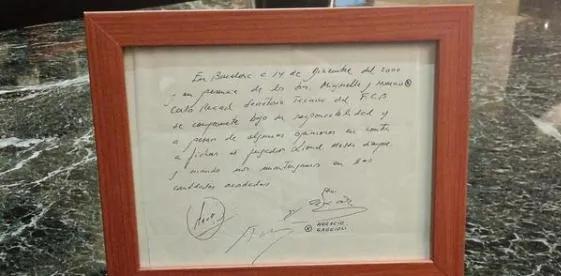 En Barcelona a 14 de Diciembre del 2000
y en presencia de los Srs. Minguella y Horacio
Carlos Rexach Secretario Técnico del F.C.B
se compromete bajo su responsabilidad y
a pesar de algunas opiniones en contra
a fichar al jugador Lionel Messi siempre
y cuando nos mantengamos en las
cantidades acordadas
HORACIO
GAGGIOLI